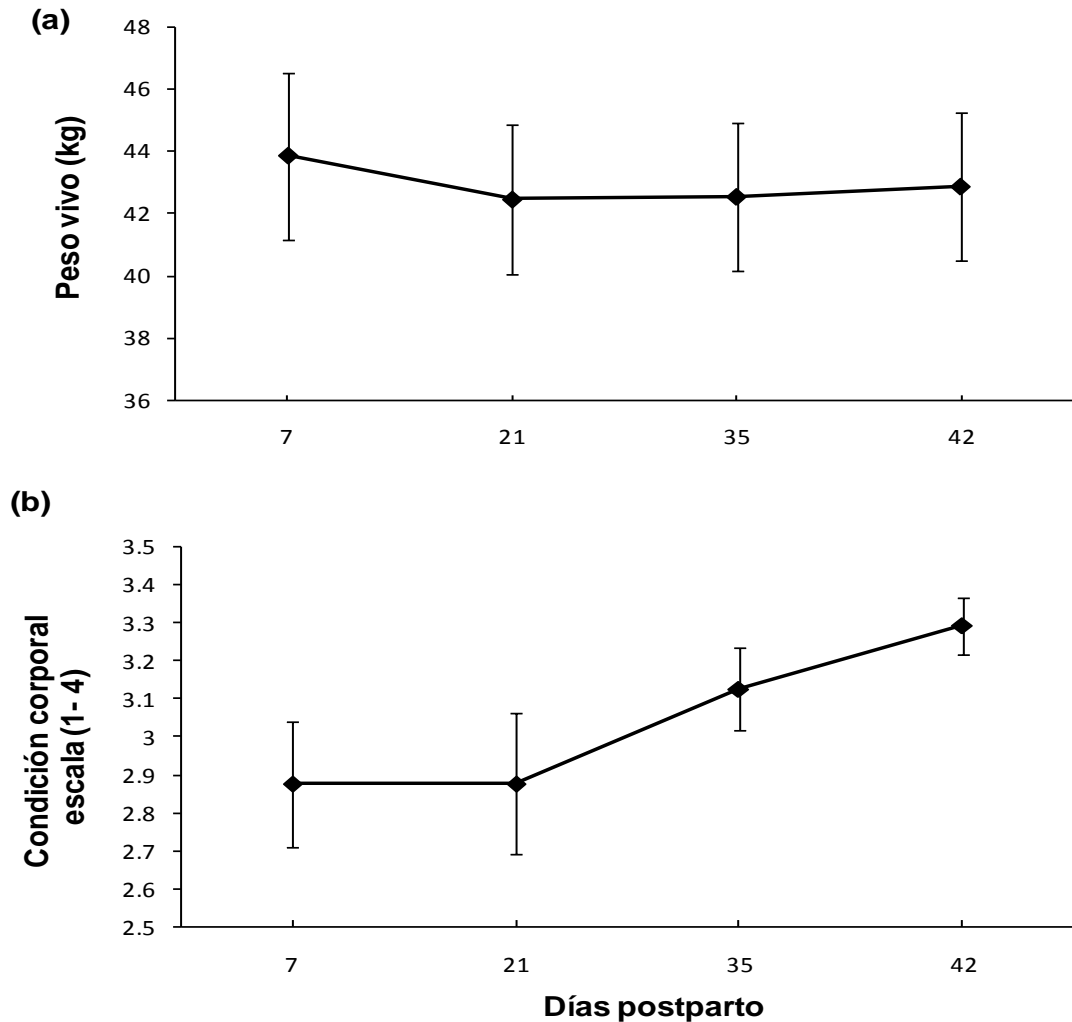 (a)
Peso vivo (kg)
48
46
44
42
40
38
36
7 21 35 42
(b)
Condición corporal
escala (1- 4)
3.5
3.4
3.3
3.2
3.1
3
2.9
2.8
2.7
2.6
2.5
7 21 35 42
Días postparto